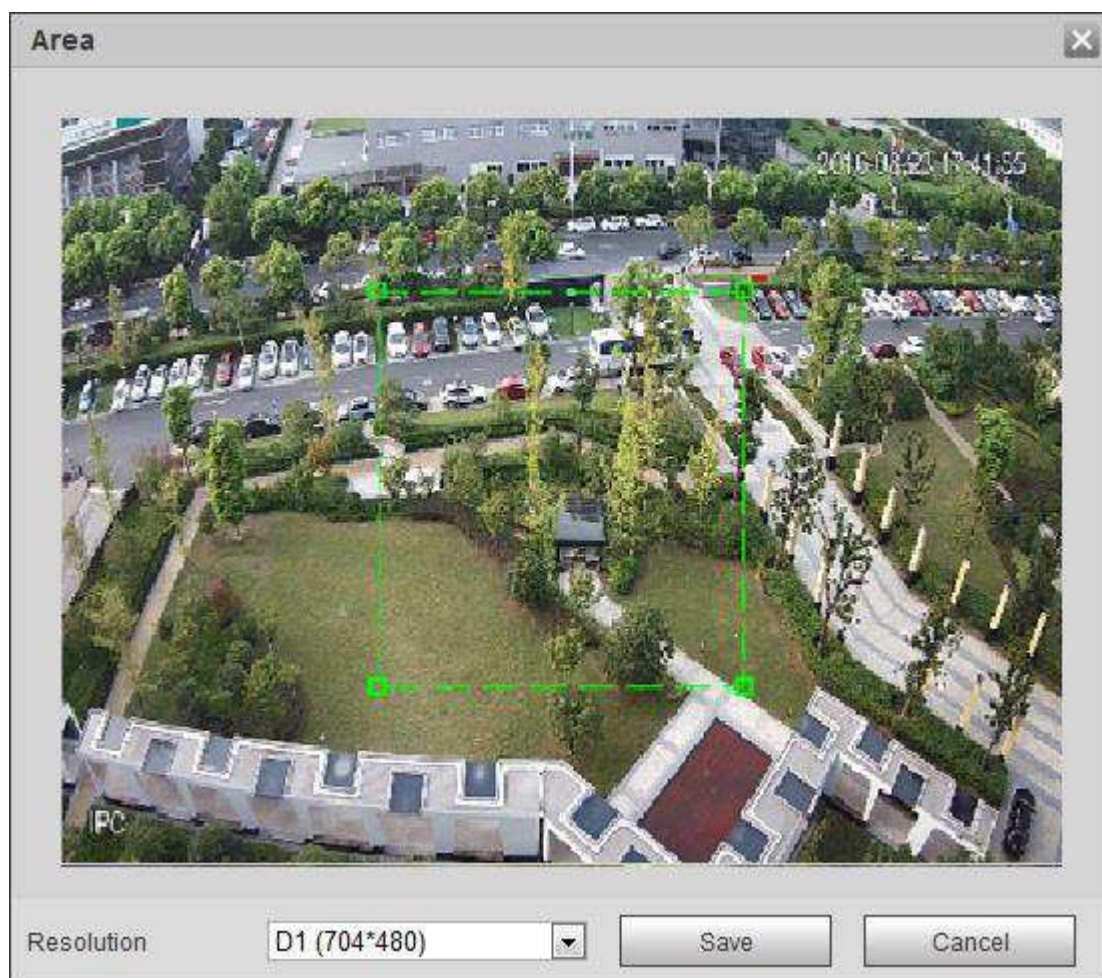 Area
2016-08-23 17:41:55
IPC
Resolution
D1 (704*480)
Save
Cancel